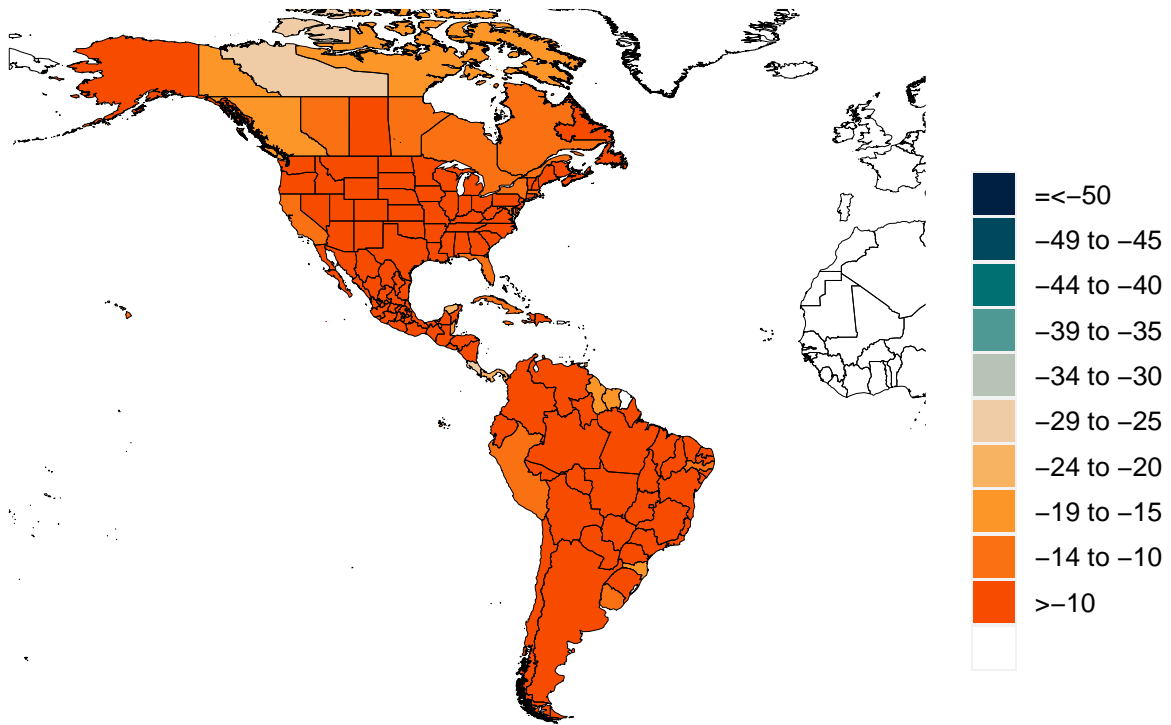 =<−50
−49 to −45
−44 to −40
−39 to −35
−34 to −30
−29 to −25
−24 to −20
−19 to −15
−14 to −10
>−10